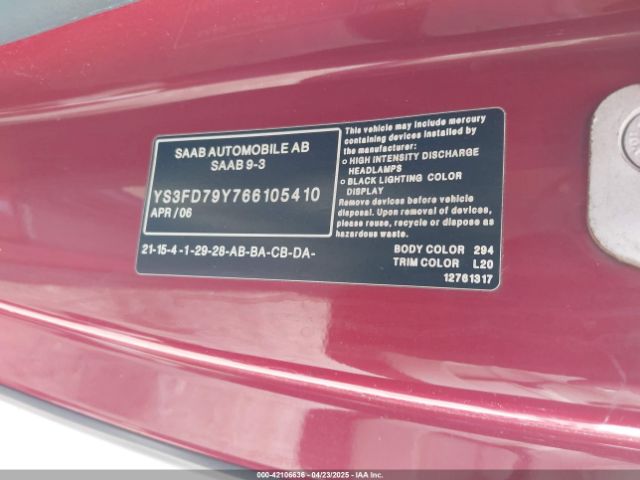 SAAB AUTOMOBILE AB
SAAB 9-3
YS3FD79Y766105410
APR / 06
21-15-4 -1-29-28-AB-BA-CB-DA-
This vehicle may include mercury
containing devices installed by
the manufacturer:
○ HIGH INTENSITY DISCHARGE
HEADLAMPS
○ BLACK LIGHTING COLOR
DISPLAY
Remove devices before vehicle
disposal. Upon removal of devices,
please reuse, recycle or dispose as
hazardous waste.
BODY COLOR 294
TRIM COLOR L20
12761317
000-42106636 - 04/23/2025 - IAAI.COM